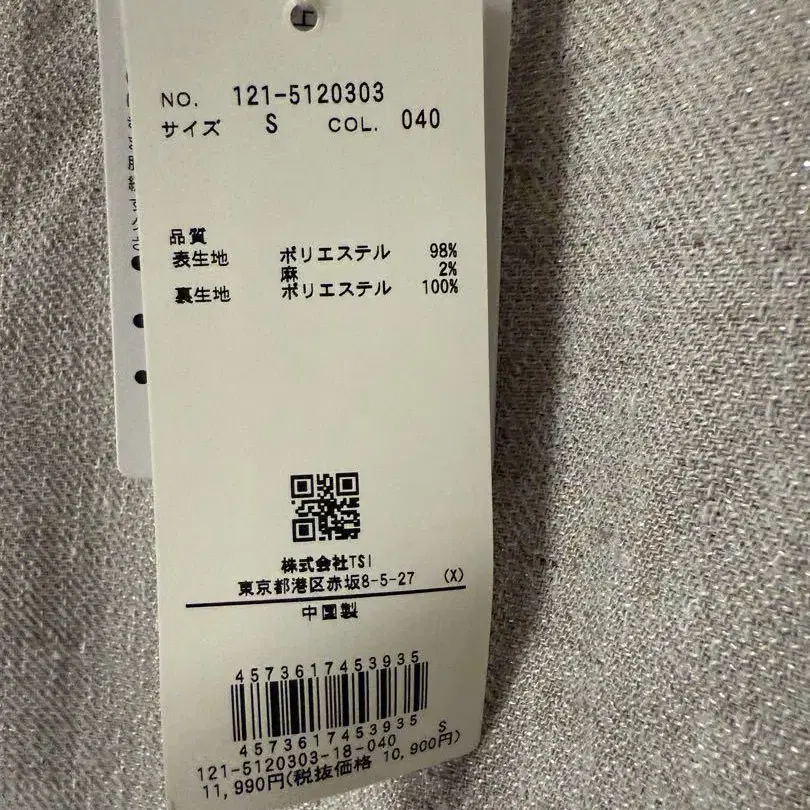 上
NO. 121-5120303
サイズ S COL. 040
品質
表生地 ポリエステル 98%
麻 2%
裏生地 ポリエステル 100%
株式会社TSI
東京都港区赤坂8-5-27 (X)
中国製
4573617453935
4573617453935
121-5120303-18-040 S
11,990円(税抜価格 10,900円)